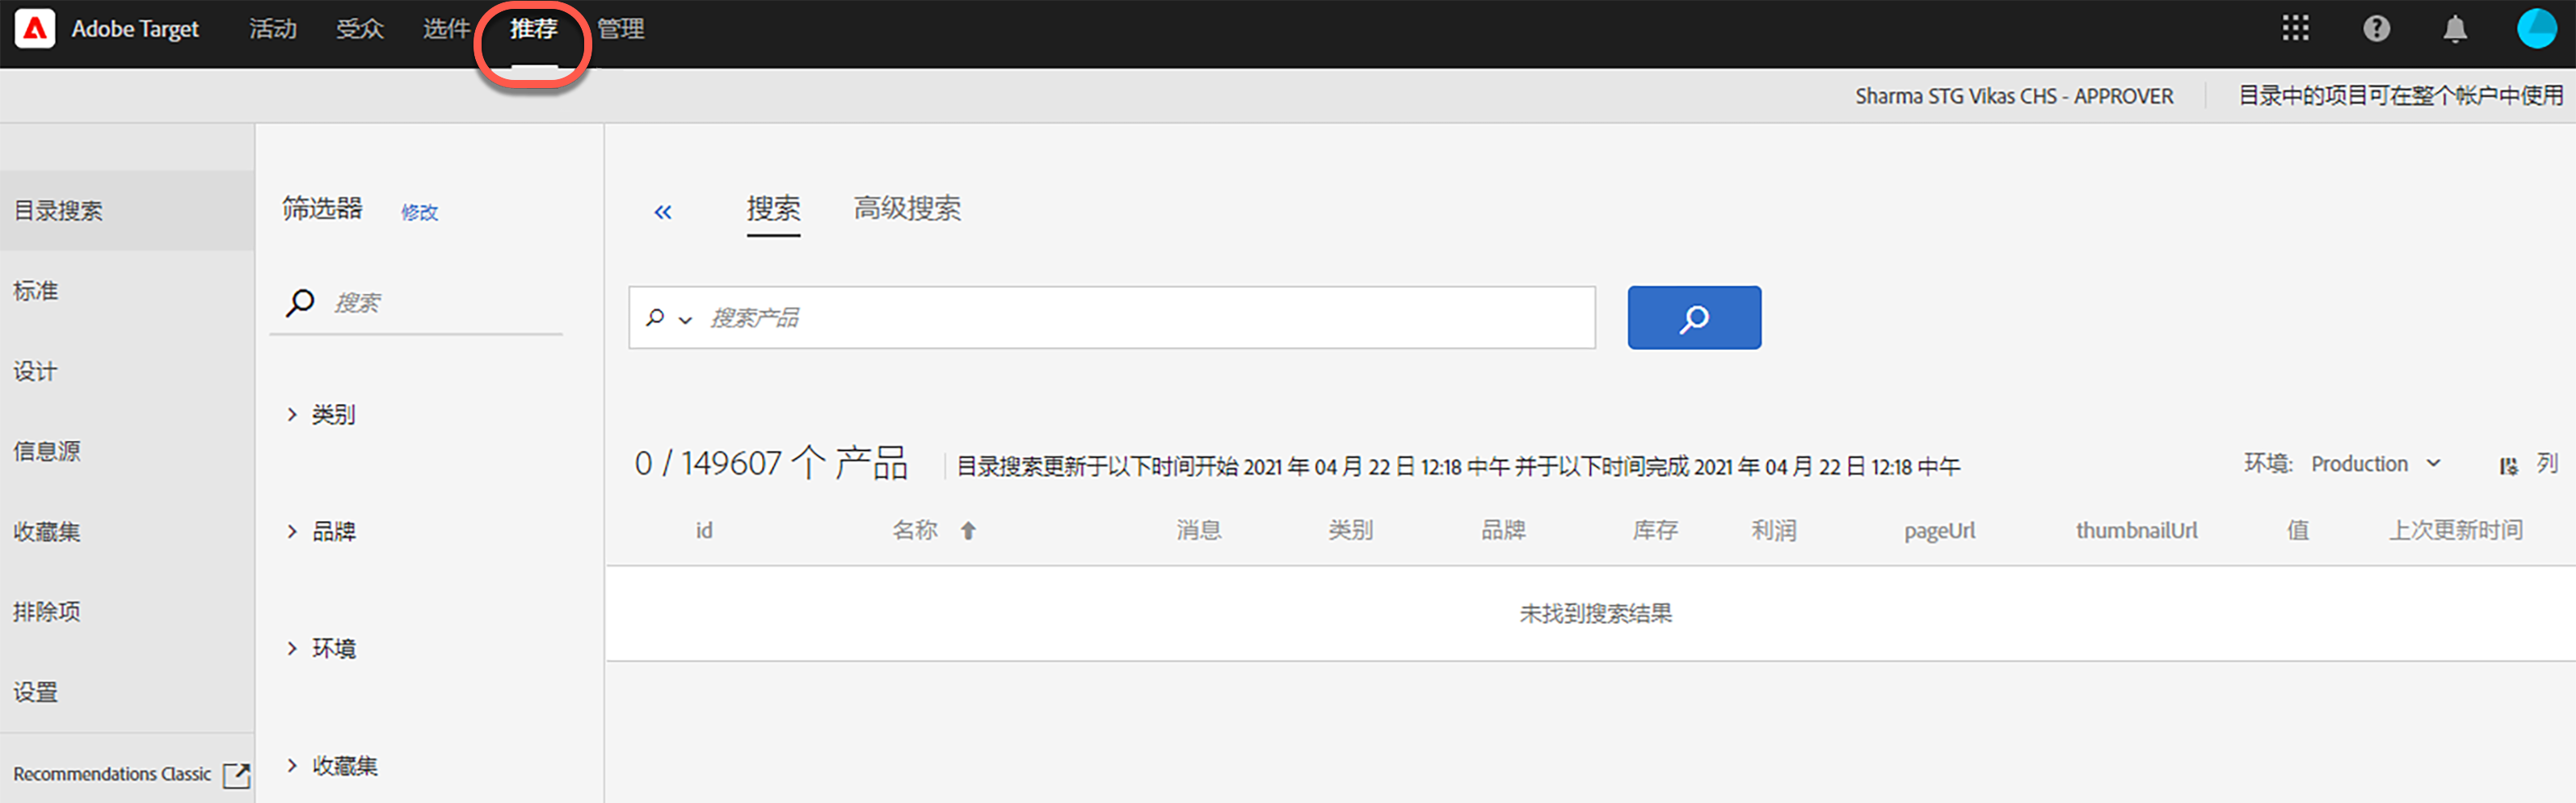 Adobe Target 活动 受众 选件 推荐 管理
Sharma STG Vikas CHS - APPROVER 目录中的项目可在整个帐户中使用
目录搜索
标准
设计
信息源
收藏集
排除项
设置
Recommendations Classic
筛选器 修改
搜索
类别
品牌
环境
收藏集
搜索 高级搜索
搜索产品
0 / 149607 个 产品 目录搜索更新于以下时间开始 2021 年 04 月 22 日 12:18 中午 并于以下时间完成 2021 年 04 月 22 日 12:18 中午 环境: Production 列
id 名称 消息 类别 品牌 库存 利润 pageUrl thumbnailUrl 值 上次更新时间
未找到搜索结果